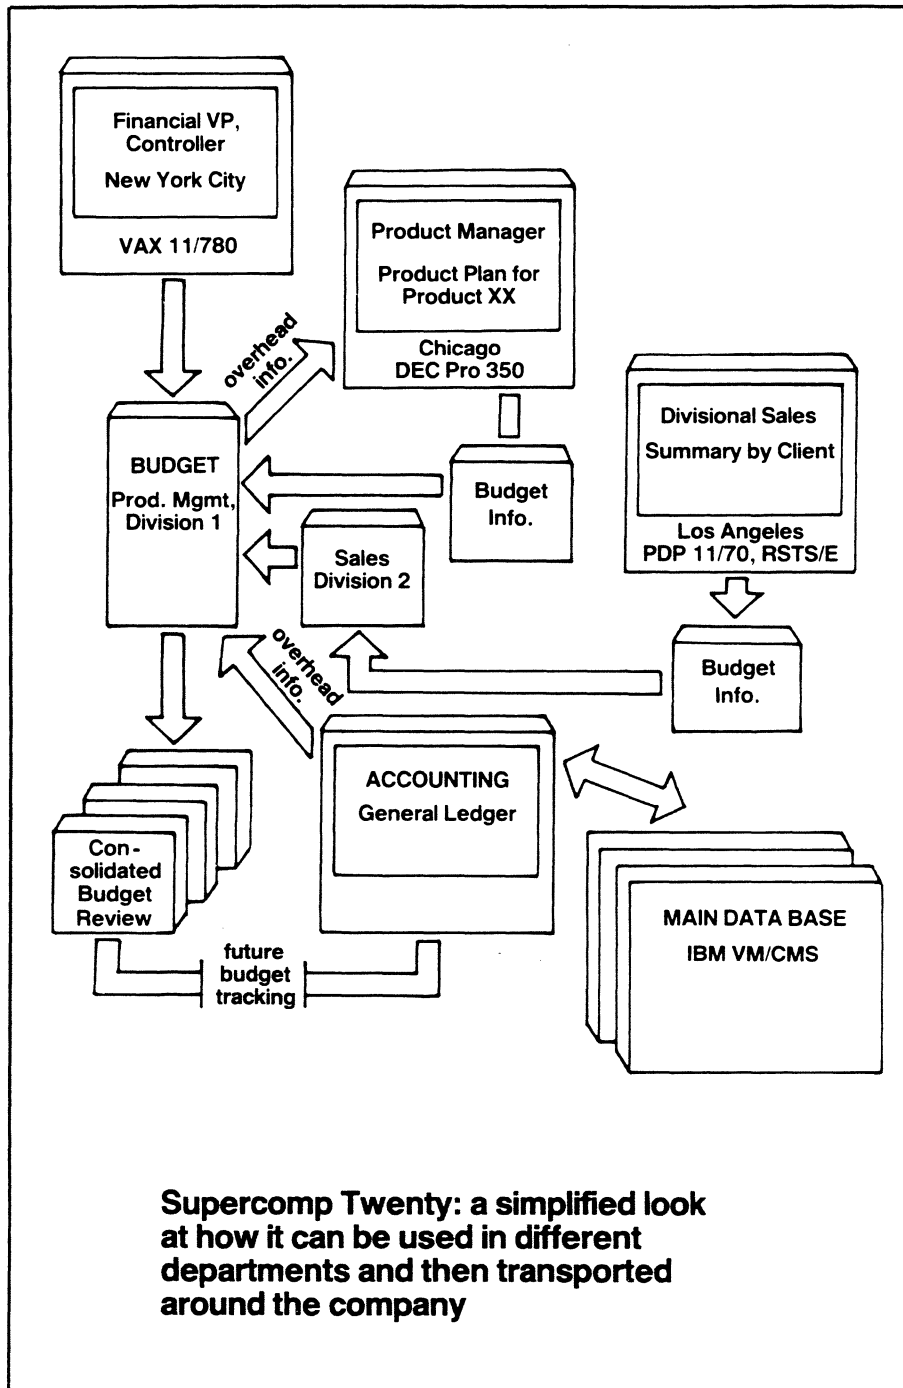 Financial VP,
Controller
New York City
VAX 11/780
Product Manager
Product Plan for
Product XX
Chicago
DEC Pro 350
overhead
info.
Divisional Sales
Summary by Client
Los Angeles
PDP 11/70, RSTS/E
BUDGET
Prod. Mgmt,
Division 1
Budget
Info.
Sales
Division 2
overhead
info.
Budget
Info.
ACCOUNTING
General Ledger
Con-
solidated
Budget
Review
MAIN DATA BASE
IBM VM/CMS
future
budget
tracking
Supercomp Twenty: a simplified look
at how it can be used in different
departments and then transported
around the company